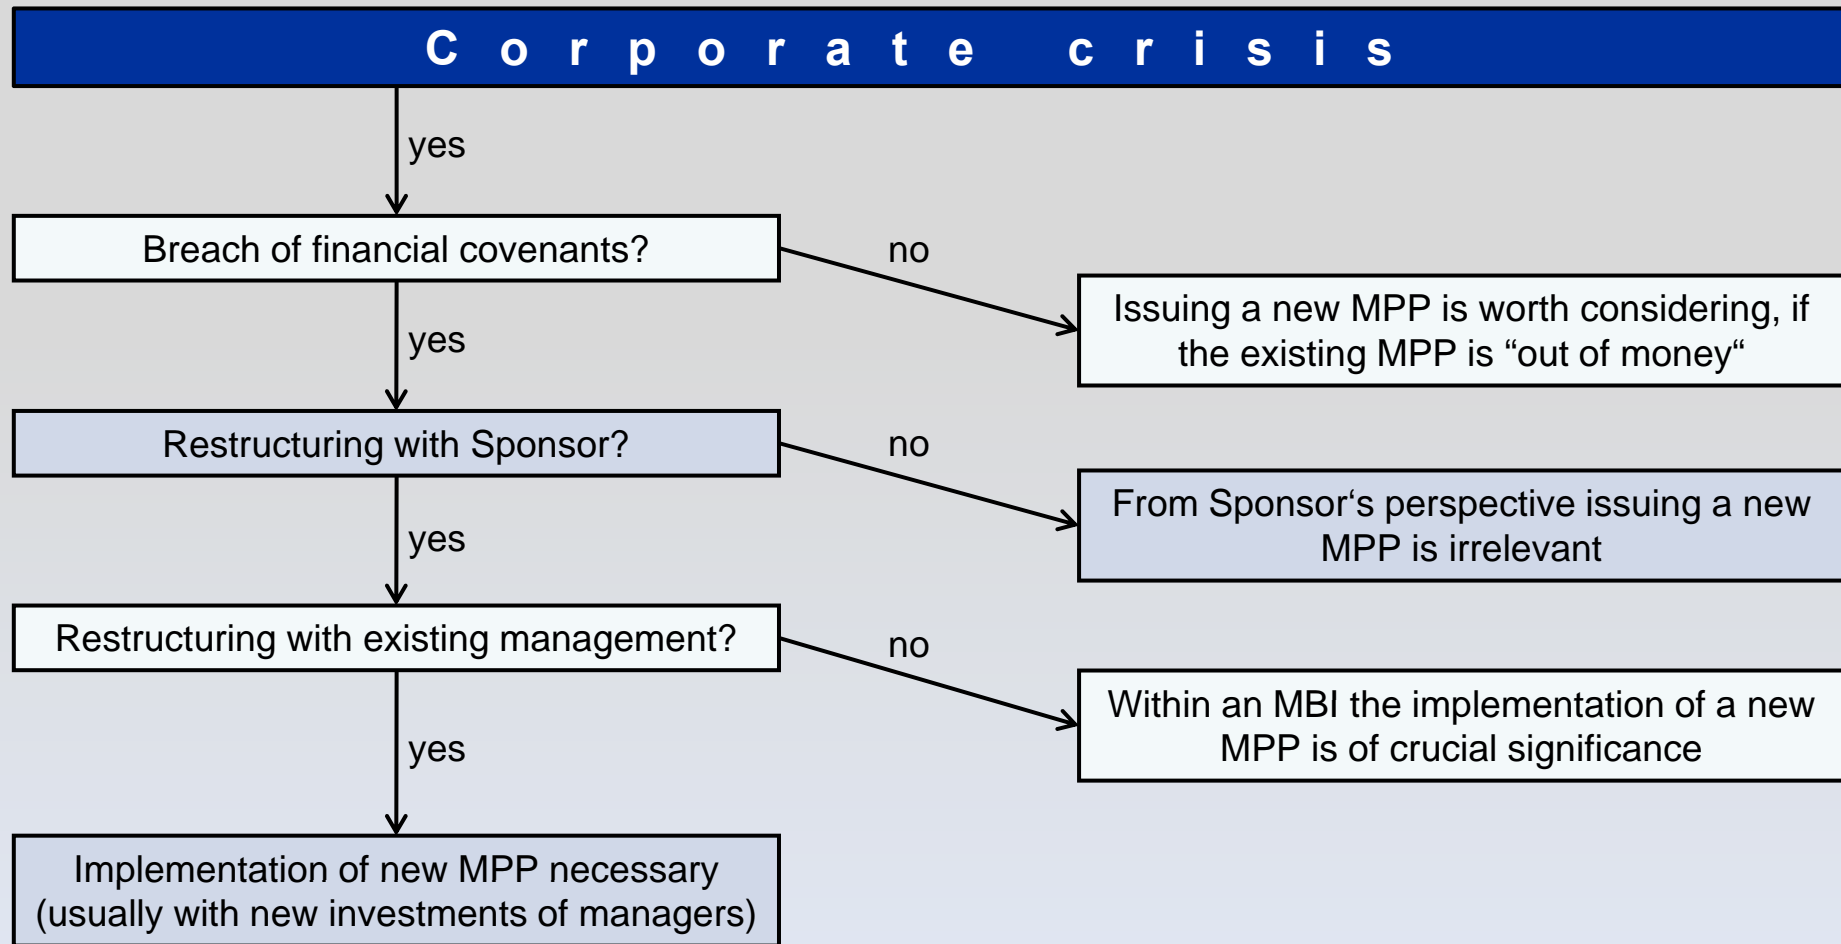 Corporate crisis
yes
Breach of financial covenants?
no
Issuing a new MPP is worth considering, if
the existing MPP is “out of money“
yes
Restructuring with Sponsor?
no
From Sponsor‘s perspective issuing a new
MPP is irrelevant
yes
Restructuring with existing management?
no
Within an MBI the implementation of a new
MPP is of crucial significance
yes
Implementation of new MPP necessary
(usually with new investments of managers)